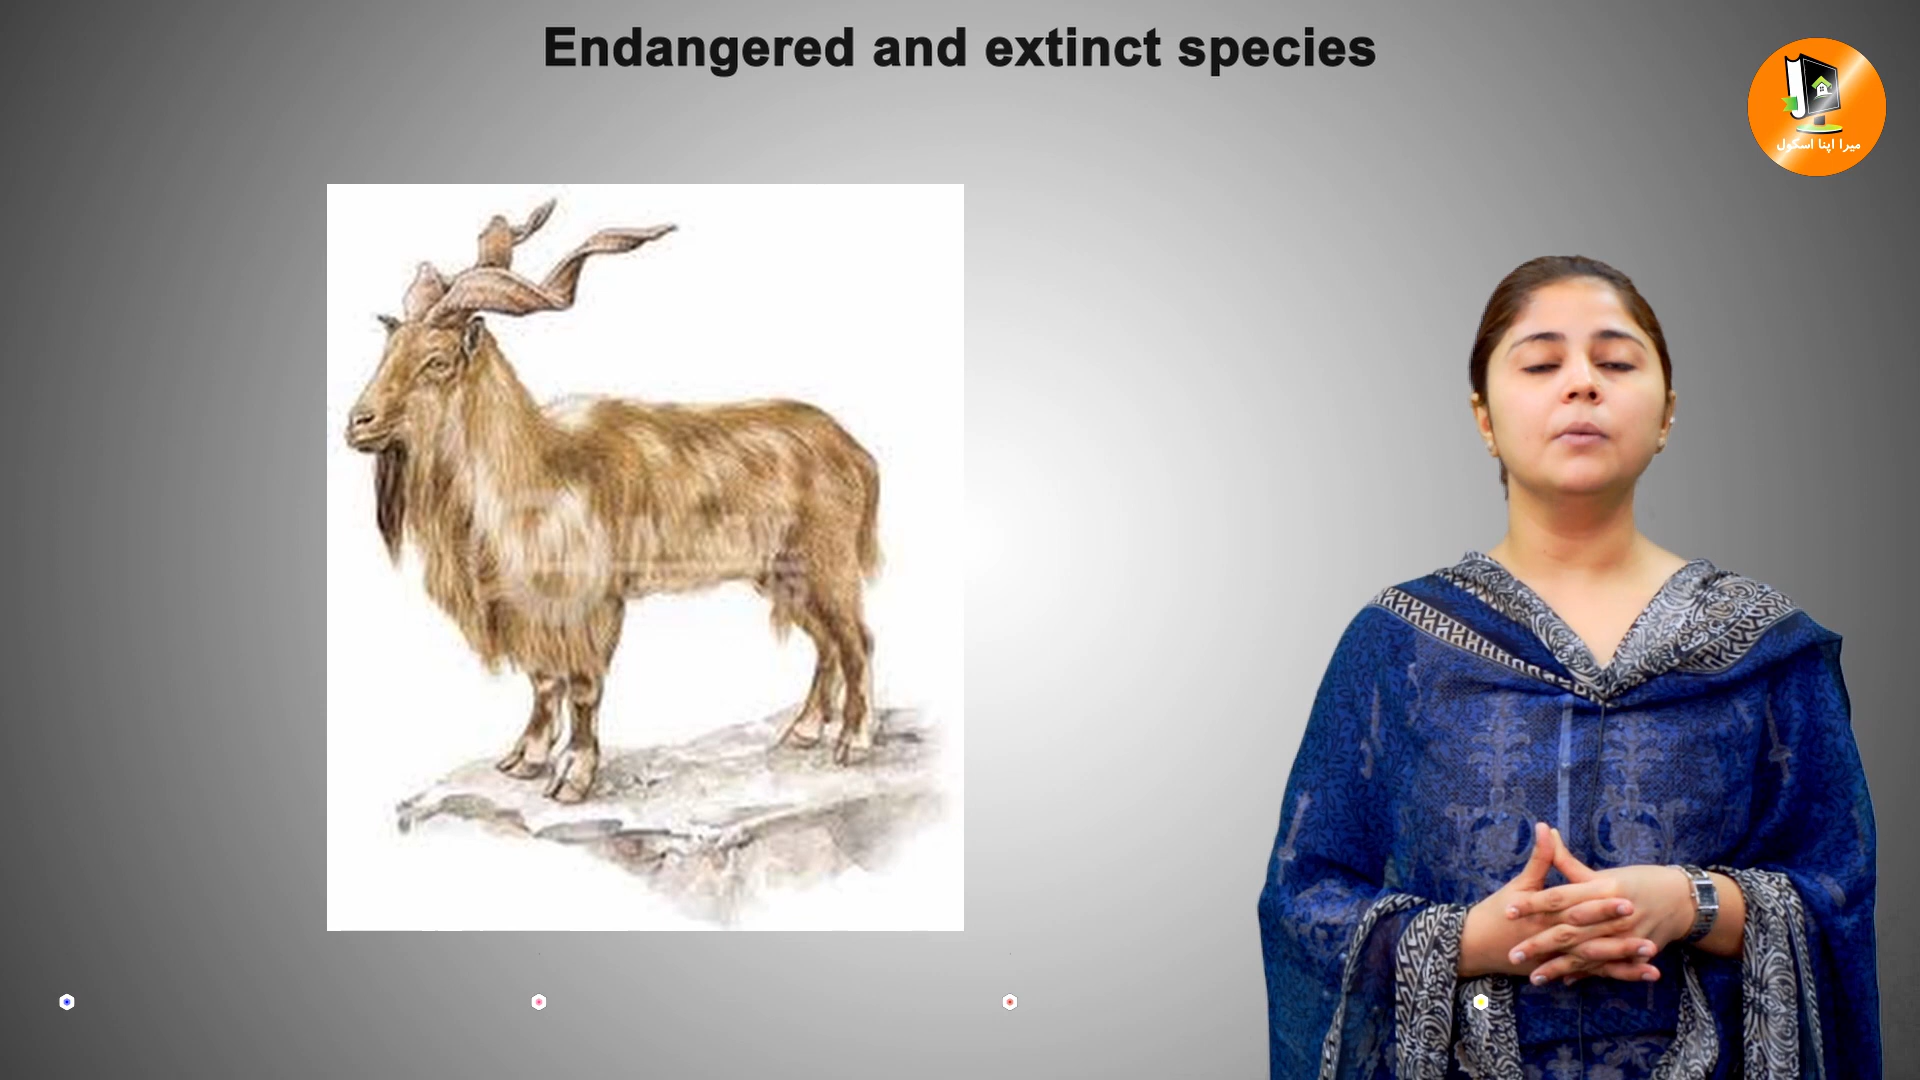 Endangered and extinct species
میرا اپنا اسکول